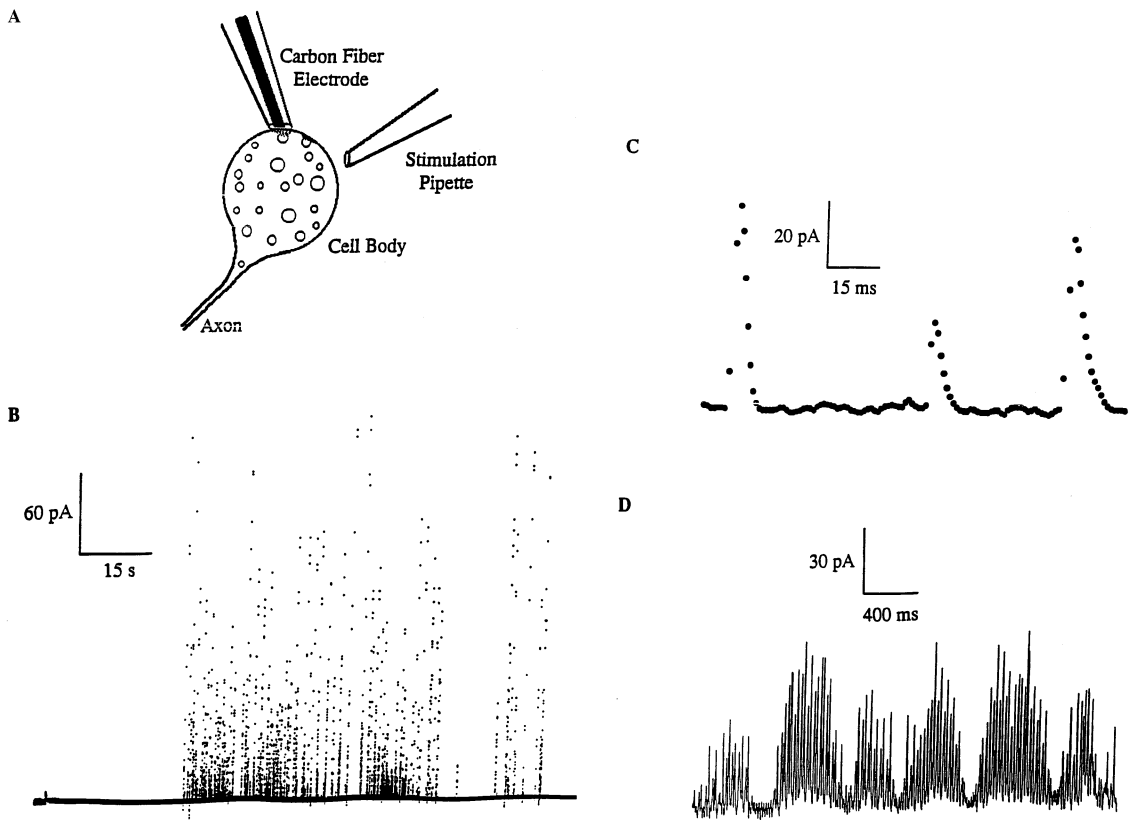 A
Carbon Fiber
Electrode
Stimulation
Pipette
Cell Body
Axon
B
60 pA
15 s
C
20 pA
15 ms
D
30 pA
400 ms